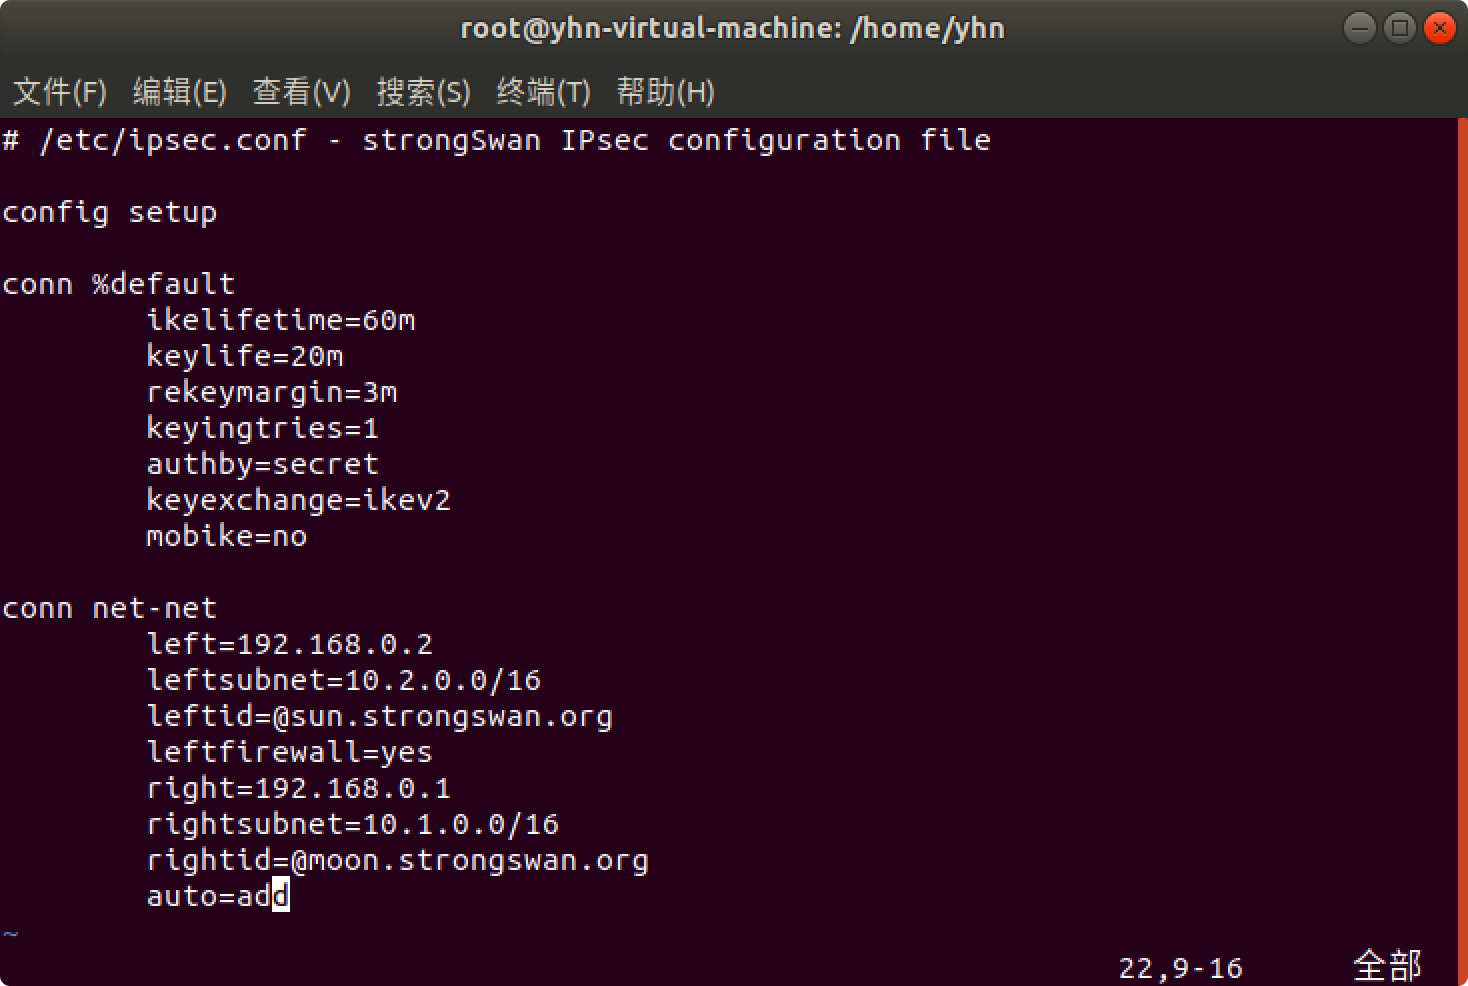 root@yhn-virtual-machine: /home/yhn
文件(F) 编辑(E) 查看(V) 搜索(S) 终端(T) 帮助(H)
# /etc/ipsec.conf - strongSwan IPsec configuration file
config setup
conn %default
        ikelifetime=60m
        keylife=20m
        rekeymargin=3m
        keyingtries=1
        authby=secret
        keyexchange=ikev2
        mobike=no
conn net-net
        left=192.168.0.2
        leftsubnet=10.2.0.0/16
        leftid=@sun.strongswan.org
        leftfirewall=yes
        right=192.168.0.1
        rightsubnet=10.1.0.0/16
        rightid=@moon.strongswan.org
        auto=add
~
22,9-16 全部